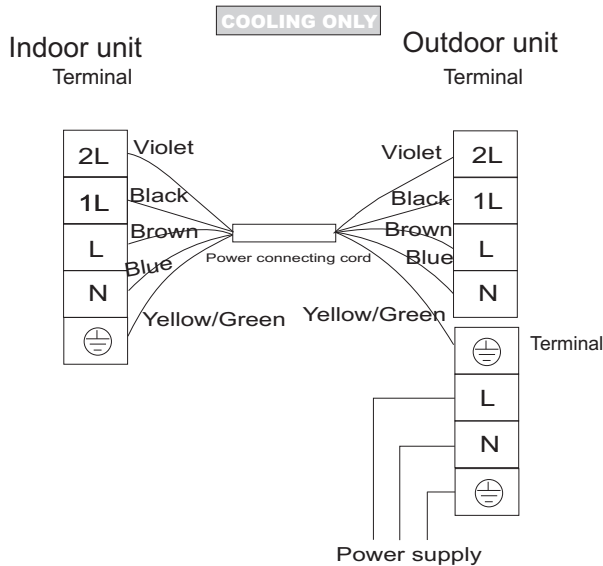 COOLING ONLY
Indoor unit
Terminal
Outdoor unit
Terminal
2L
Violet
Violet
2L
1L
Black
Black
1L
L
Brown
Brown
L
Power connecting cord
Blue
Blue
N
N
Yellow/Green
Yellow/Green
Terminal
L
N
Power supply